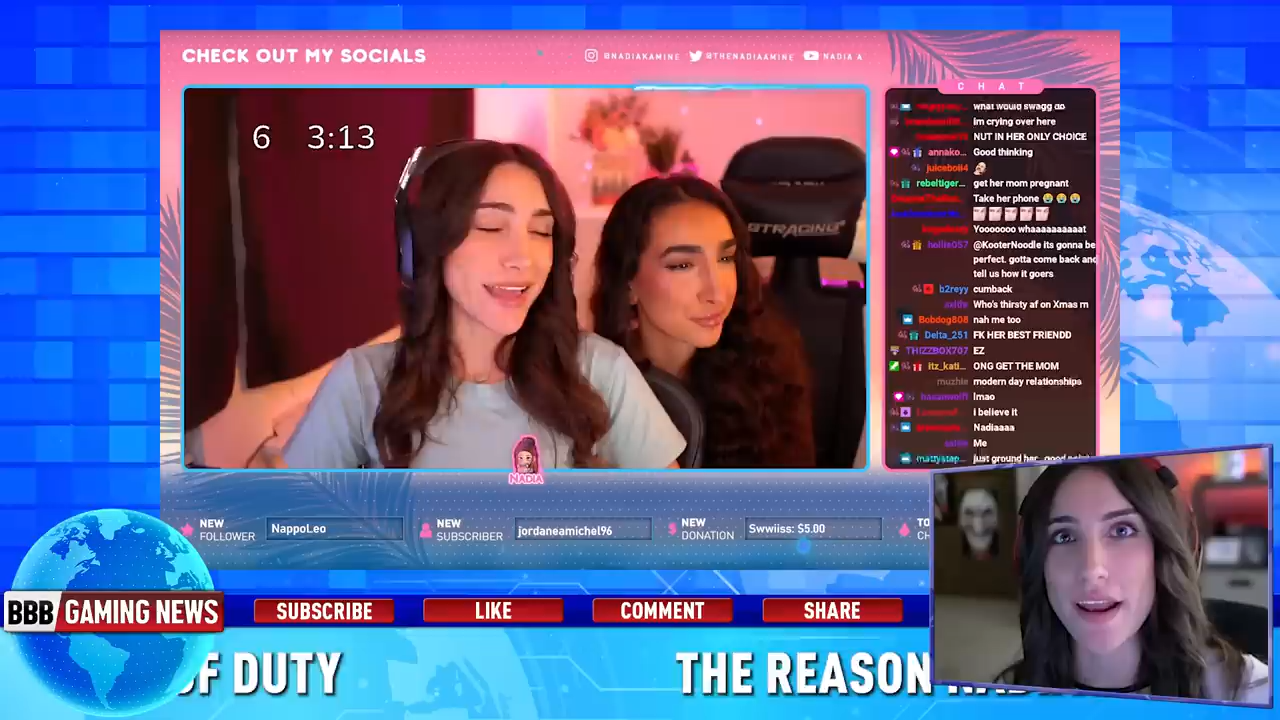 CHECK OUT MY SOCIALS
@NADIAKAMINE
@THENADIAAMINE
NADIA A
CHAT
6 3:13
what would swagg do
Im crying over here
NUT IN HER ONLY CHOICE
annako... Good thinking
juiceboii4
rebeltiger... get her mom pregnant
Take her phone
Yooooooo whaaaaaaaaaat
hollie057 @KooterNoodle its gonna be
perfect. gotta come back and
tell us how it goers
b2reyy cumback
Who's thirsty af on Xmas m
Bobdog808 nah me too
Delta_251 FK HER BEST FRIENDD
THIZZBOX707 EZ
itz_kati... ONG GET THE MOM
muzhie modern day relationships
lmao
i believe it
Nadiaaaa
Me
mattystap... just ground her.. good
GTRACING
NADIA
NEW FOLLOWER
NappoLeo
NEW SUBSCRIBER
jordaneamichel96
NEW DONATION
Swwiiss: $5.00
TO
CH
BBB GAMING NEWS
SUBSCRIBE
LIKE
COMMENT
SHARE
OF DUTY
THE REASON